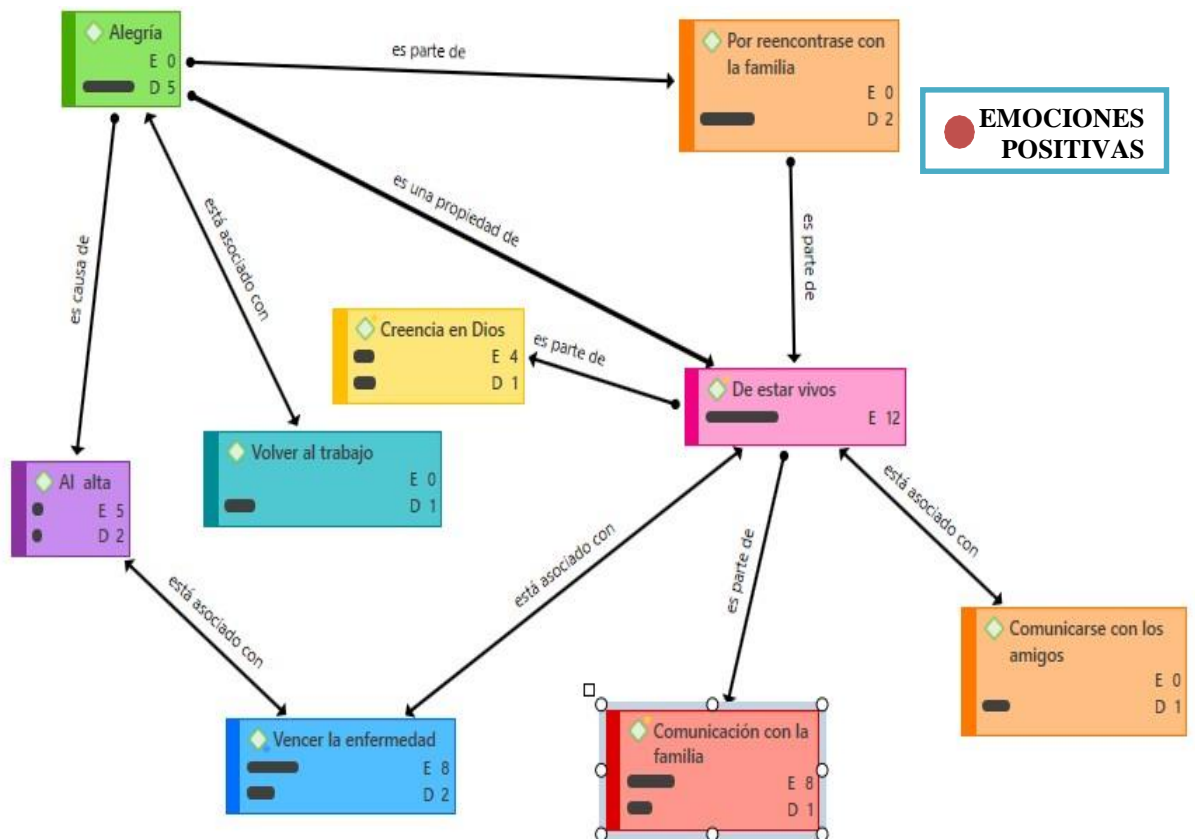 Alegría
E 0
D 5
es parte de
Por reencontrase con
la familia
E 0
D 2
EMOCIONES
POSITIVAS
es una propiedad de
está asociado con
es causa de
es parte de
Creencia en Dios
E 4
D 1
es parte de
De estar vivos
E 12
Volver al trabajo
E 0
D 1
Al alta
E 5
D 2
está asociado con
está asociado con
es parte de
está asociado con
Comunicarse con los
amigos
E 0
D 1
Vencer la enfermedad
E 8
D 2
Comunicación con la
familia
E 8
D 1